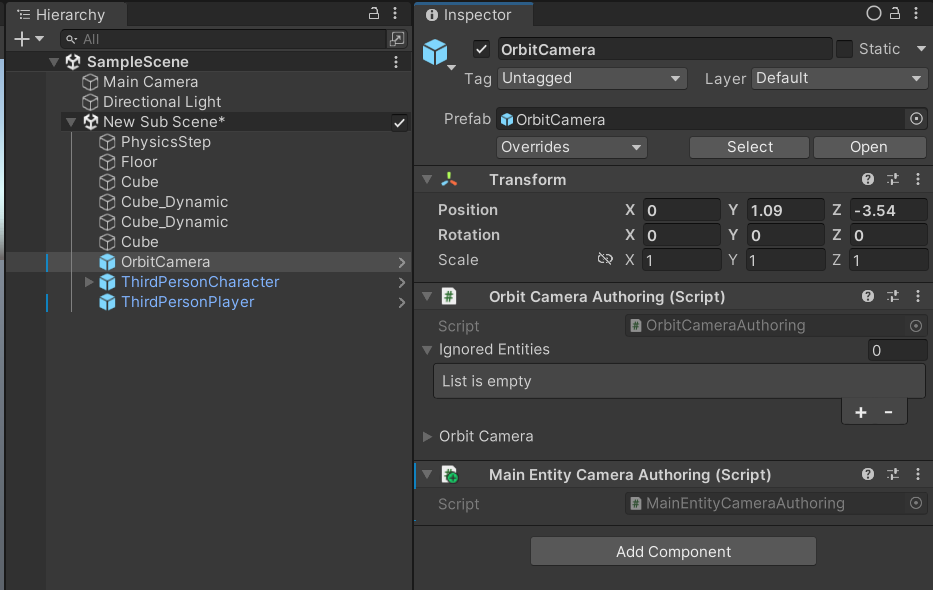 Hierarchy
All
SampleScene
Main Camera
Directional Light
New Sub Scene*
PhysicsStep
Floor
Cube
Cube_Dynamic
Cube_Dynamic
Cube
OrbitCamera
ThirdPersonCharacter
ThirdPersonPlayer
Inspector
OrbitCamera Static
Tag Untagged Layer Default
Prefab OrbitCamera
Overrides Select Open
Transform
Position X 0 Y 1.09 Z -3.54
Rotation X 0 Y 0 Z 0
Scale X 1 Y 1 Z 1
# Orbit Camera Authoring (Script)
Script # OrbitCameraAuthoring
Ignored Entities 0
List is empty
+ -
Orbit Camera
# Main Entity Camera Authoring (Script)
Script # MainEntityCameraAuthoring
Add Component